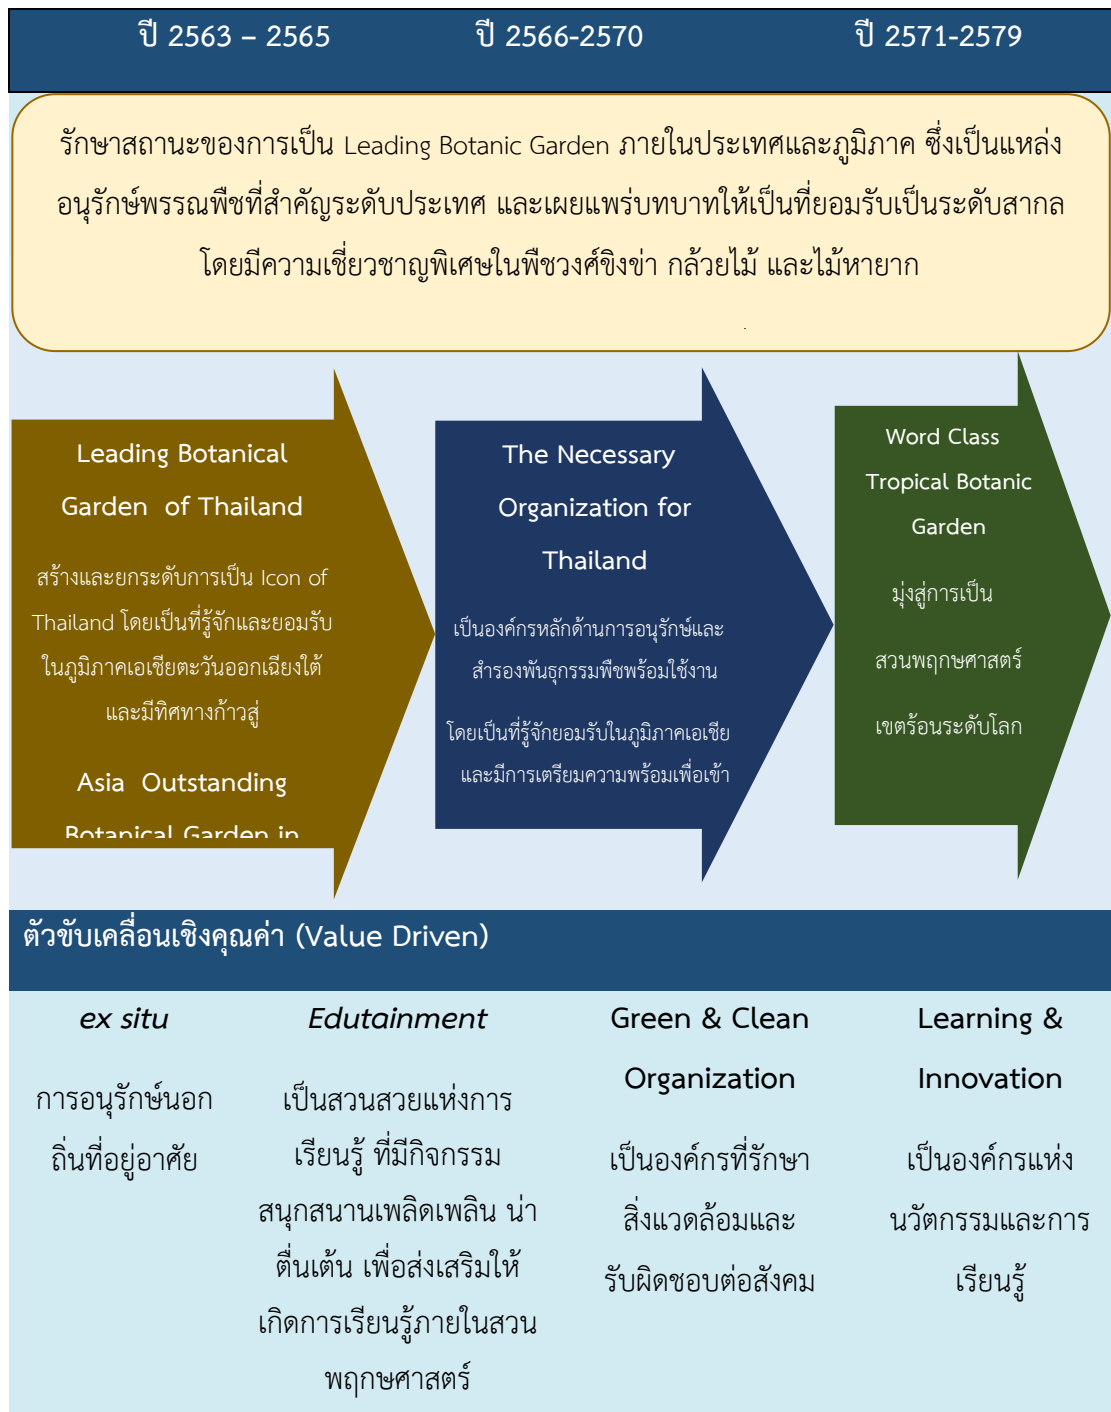 ปี 2563 – 2565 ปี 2566-2570 ปี 2571-2579
รักษาสถานะของการเป็น Leading Botanic Garden ภายในประเทศและภูมิภาค ซึ่งเป็นแหล่ง
อนุรักษ์พรรณพืชที่สำคัญระดับประเทศ และเผยแพร่บทบาทให้เป็นที่ยอมรับเป็นระดับสากล
โดยมีความเชี่ยวชาญพิเศษในพืชวงศ์ขิงข่า กล้วยไม้ และไม้หายาก
Leading Botanical
Garden of Thailand
สร้างและยกระดับการเป็น Icon of
Thailand โดยเป็นที่รู้จักและยอมรับ
ในภูมิภาคเอเชียตะวันออกเฉียงใต้
และมีทิศทางก้าวสู่
Asia Outstanding
Botanical Garden in
The Necessary
Organization for
Thailand
เป็นองค์กรหลักด้านการอนุรักษ์และ
สำรองพันธุกรรมพืชพร้อมใช้งาน
โดยเป็นที่รู้จักยอมรับในภูมิภาคเอเชีย
และมีการเตรียมความพร้อมเพื่อเข้า
Word Class
Tropical Botanic
Garden
มุ่งสู่การเป็น
สวนพฤกษศาสตร์
เขตร้อนระดับโลก
ตัวขับเคลื่อนเชิงคุณค่า (Value Driven)
ex situ
การอนุรักษ์นอก
ถิ่นที่อยู่อาศัย
Edutainment
เป็นสวนสวยแห่งการ
เรียนรู้ ที่มีกิจกรรม
สนุกสนานเพลิดเพลิน น่า
ตื่นเต้น เพื่อส่งเสริมให้
เกิดการเรียนรู้ภายในสวน
พฤกษศาสตร์
Green & Clean
Organization
เป็นองค์กรที่รักษา
สิ่งแวดล้อมและ
รับผิดชอบต่อสังคม
Learning &
Innovation
เป็นองค์กรแห่ง
นวัตกรรมและการ
เรียนรู้